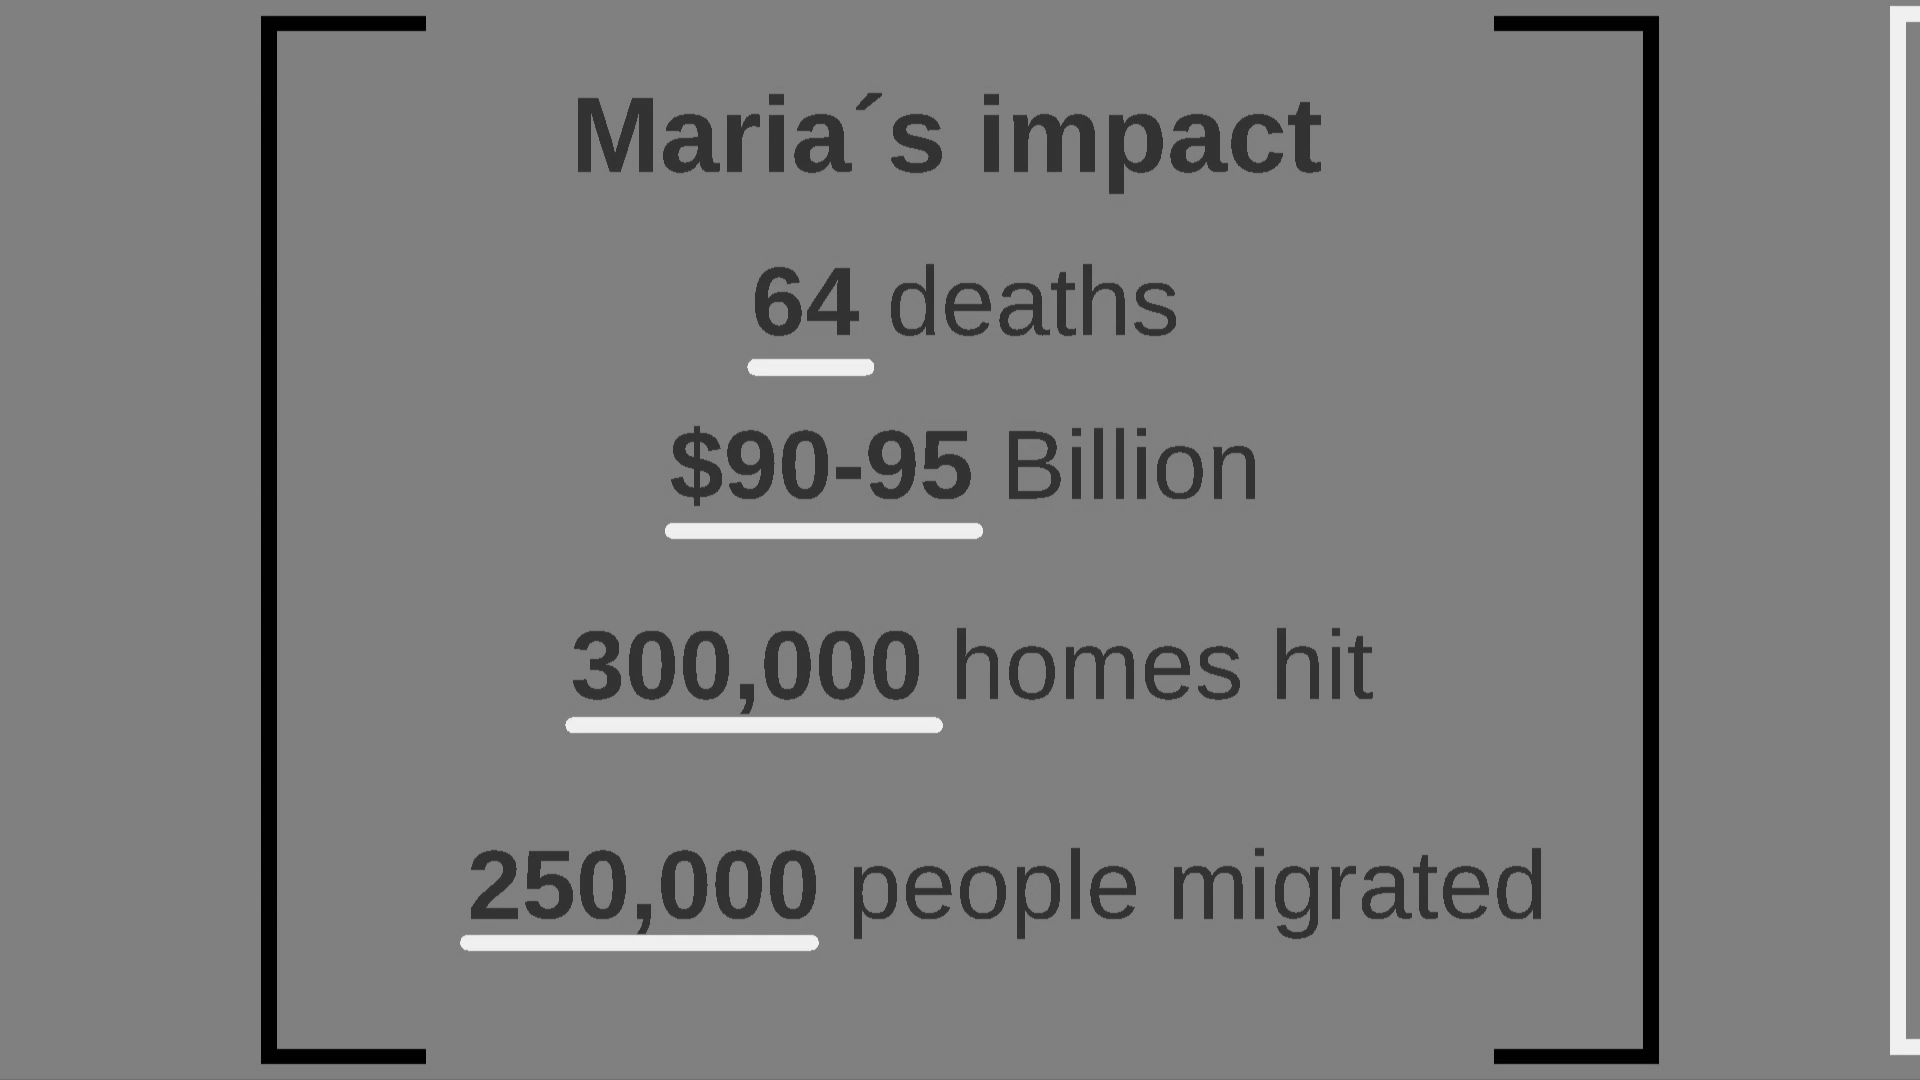 Maria´s impact
64 deaths
$90-95 Billion
300,000 homes hit
250,000 people migrated